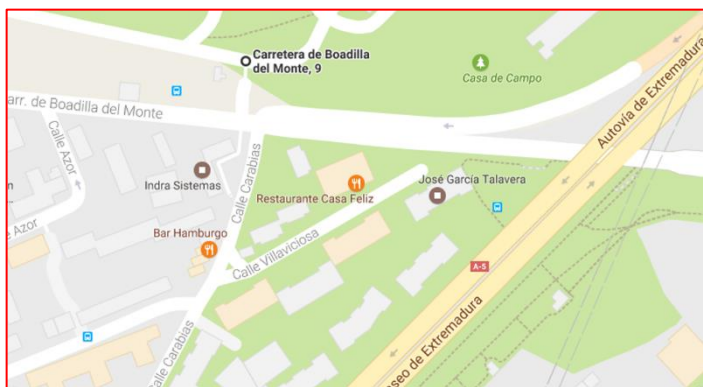 Carretera de Boadilla
del Monte, 9
Casa de Campo
Autovía de Extremadura
arr. de Boadilla del Monte
Calle Azor
Calle Carabias
Indra Sistemas
José García Talavera
Restaurante Casa Feliz
n
e Azor
Bar Hamburgo
Calle Villaviciosa
A-5
seo de Extremadura
Calle Carabias